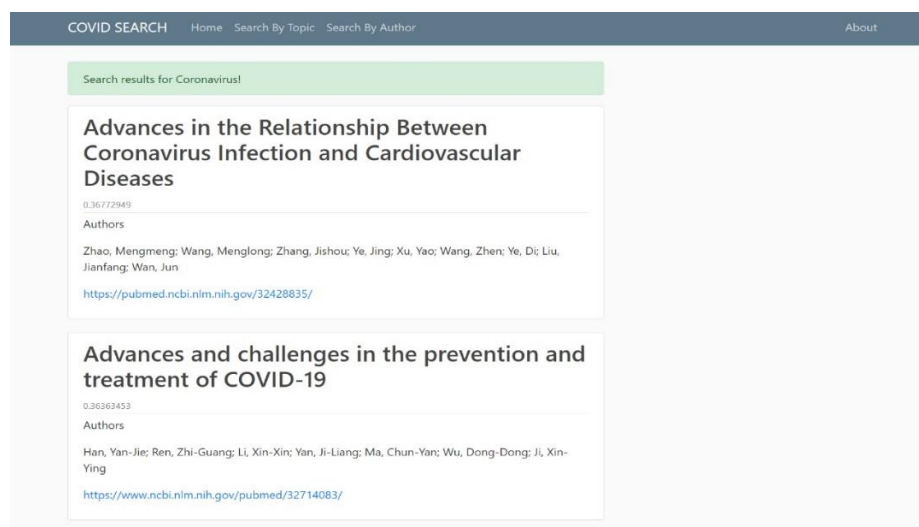 COVID SEARCH Home Search By Topic Search By Author About
Search results for Coronavirus!
Advances in the Relationship Between
Coronavirus Infection and Cardiovascular
Diseases
0.36772949
Authors
Zhao, Mengmeng; Wang, Menglong; Zhang, Jishou; Ye, Jing; Xu, Yao; Wang, Zhen; Ye, Di; Liu,
Jianfang; Wan, Jun
https://pubmed.ncbi.nlm.nih.gov/32428835/
Advances and challenges in the prevention and
treatment of COVID-19
0.36363453
Authors
Han, Yan-Jie; Ren, Zhi-Guang; Li, Xin-Xin; Yan, Ji-Liang; Ma, Chun-Yan; Wu, Dong-Dong; Ji, Xin-
Ying
https://www.ncbi.nlm.nih.gov/pubmed/32714083/